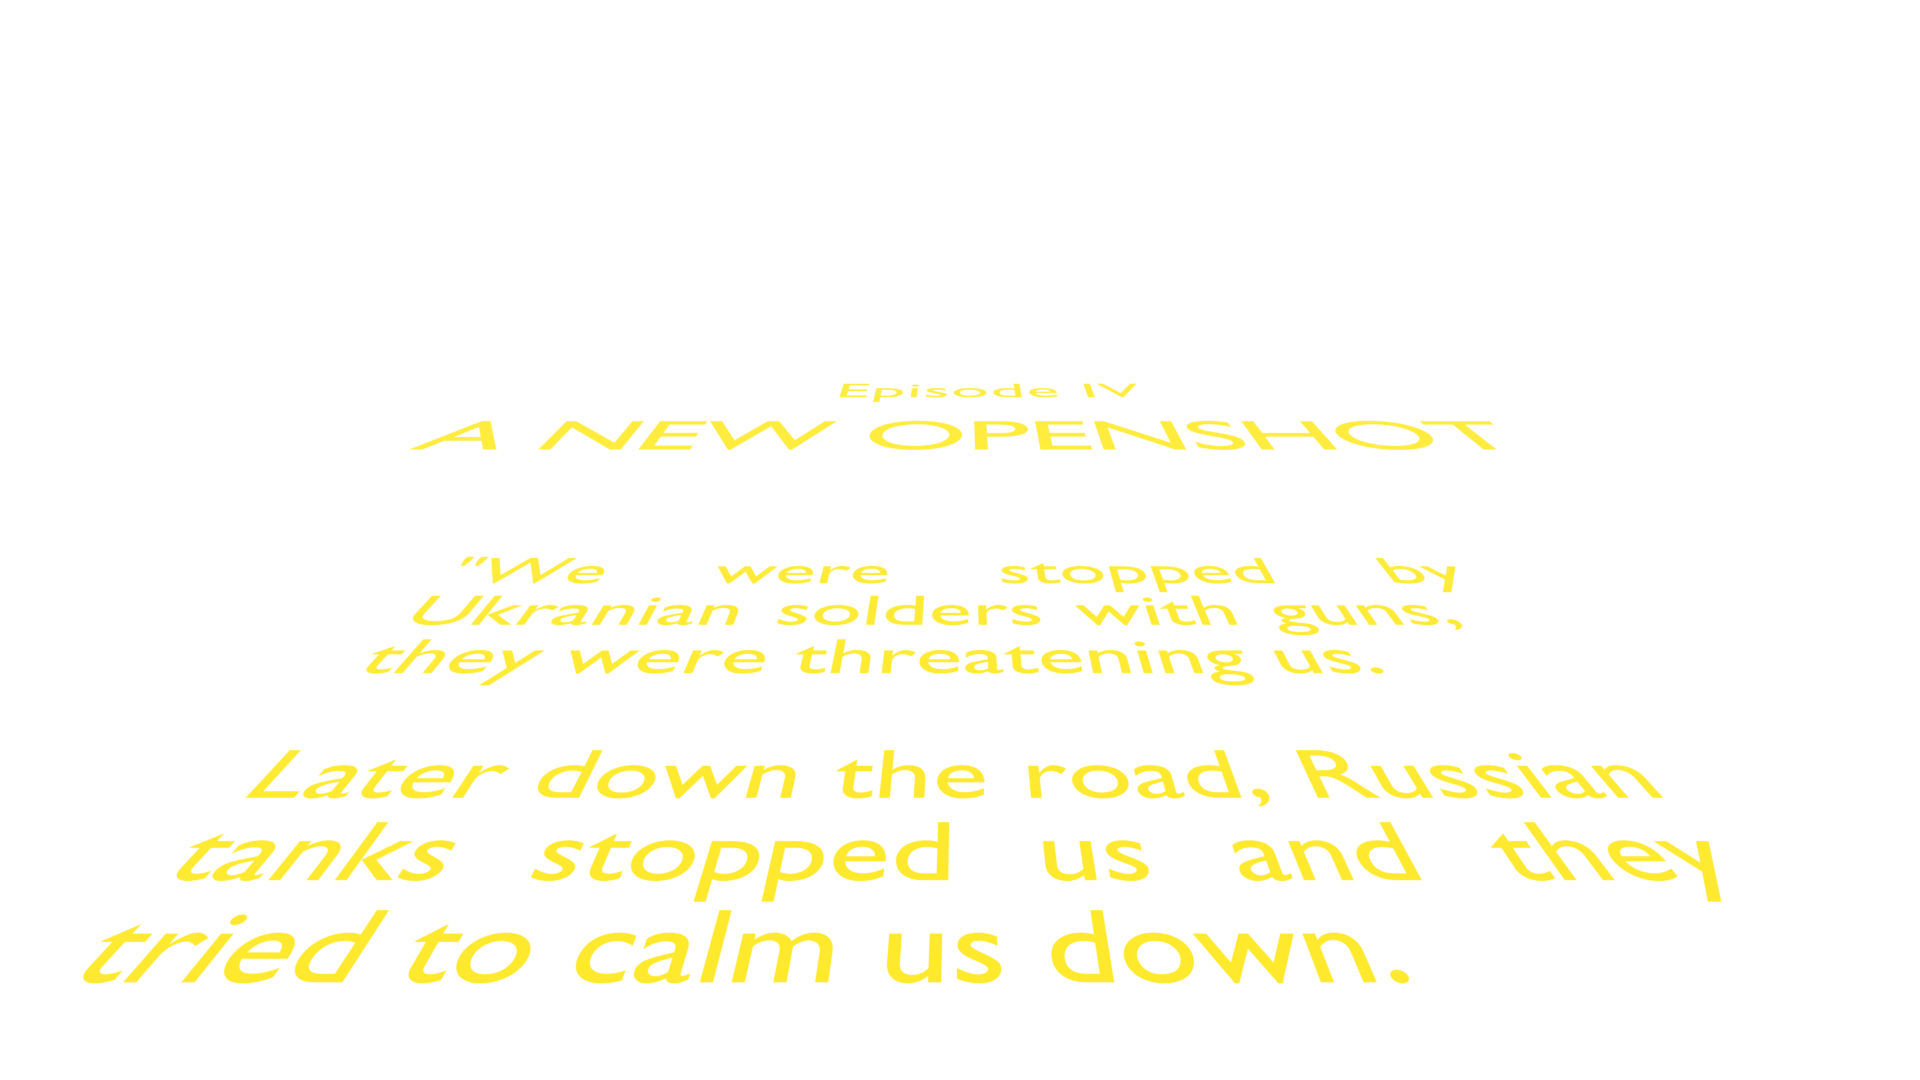 Episode IV
A NEW OPENSHOT
"We were stopped by
Ukranian solders with guns,
they were threatening us.
Later down the road, Russian
tanks stopped us and they
tried to calm us down.